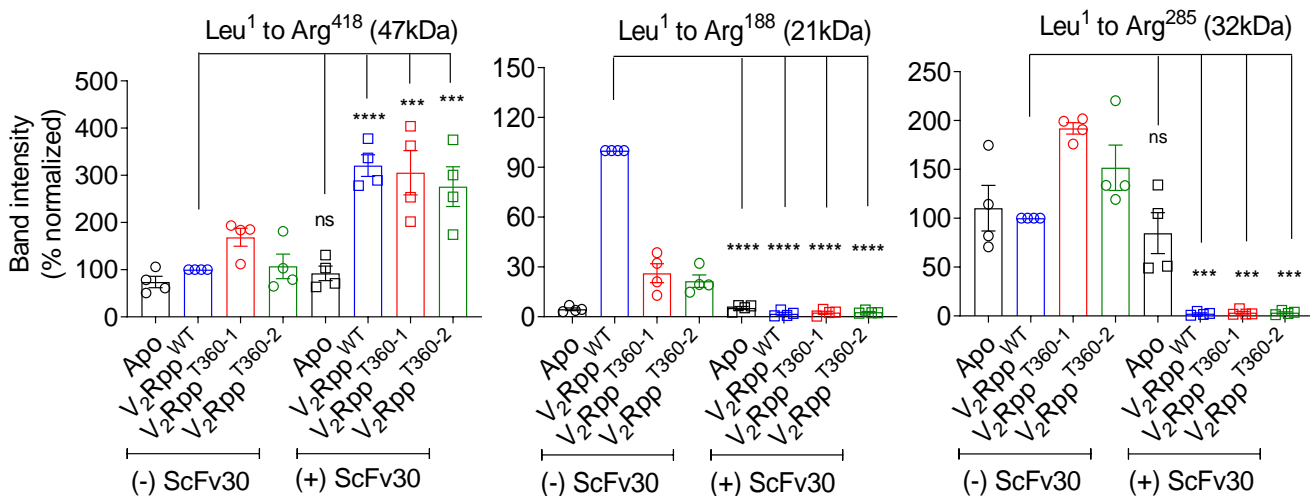 Leu¹ to Arg⁴¹⁸ (47kDa)
Band intensity
(% normalized)
500
400
300
200
100
0
ns
****
***
***
Apo
V₂Rppᵂᵀ
V₂Rppᵀ³⁶⁰⁻¹
V₂Rppᵀ³⁶⁰⁻²
Apo
V₂Rppᵂᵀ
V₂Rppᵀ³⁶⁰⁻¹
V₂Rppᵀ³⁶⁰⁻²
(-) ScFv30
(+) ScFv30
Leu¹ to Arg¹⁸⁸ (21kDa)
150
120
90
60
30
0
****
****
****
****
Apo
V₂Rppᵂᵀ
V₂Rppᵀ³⁶⁰⁻¹
V₂Rppᵀ³⁶⁰⁻²
Apo
V₂Rppᵂᵀ
V₂Rppᵀ³⁶⁰⁻¹
V₂Rppᵀ³⁶⁰⁻²
(-) ScFv30
(+) ScFv30
Leu¹ to Arg²⁸⁵ (32kDa)
250
200
150
100
50
0
ns
***
***
***
Apo
V₂Rppᵂᵀ
V₂Rppᵀ³⁶⁰⁻¹
V₂Rppᵀ³⁶⁰⁻²
Apo
V₂Rppᵂᵀ
V₂Rppᵀ³⁶⁰⁻¹
V₂Rppᵀ³⁶⁰⁻²
(-) ScFv30
(+) ScFv30